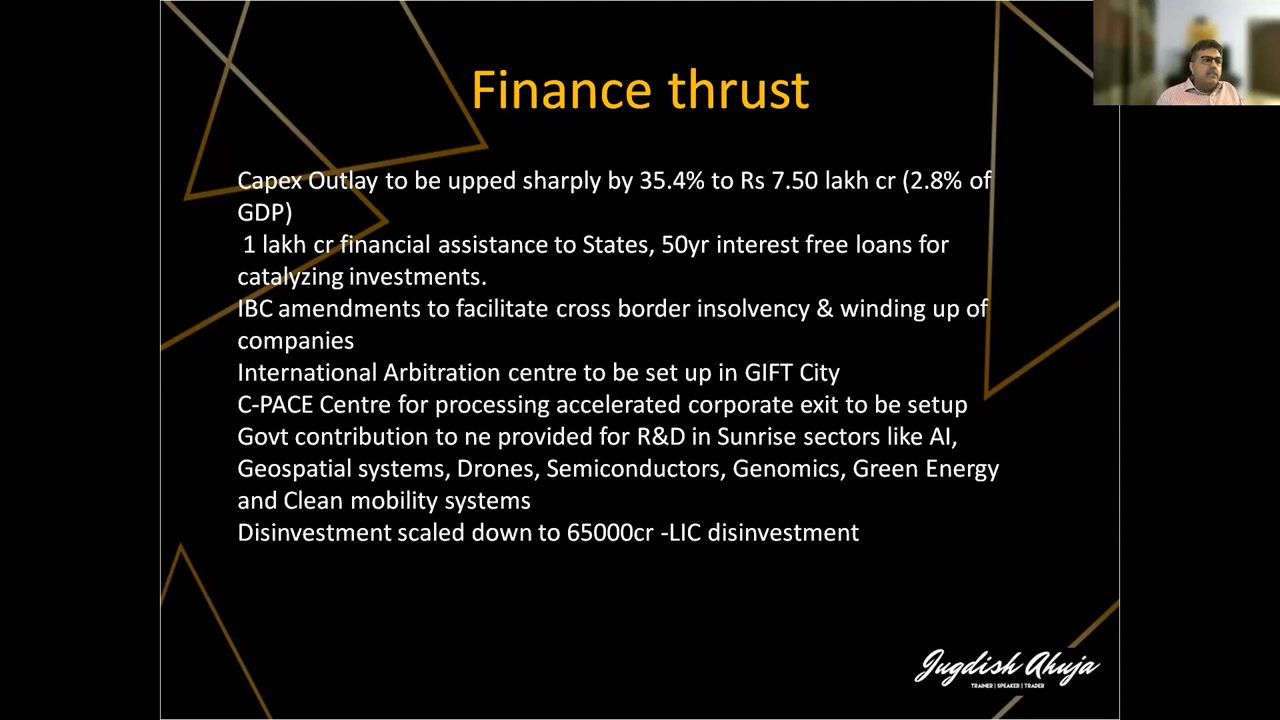 Finance thrust
Capex Outlay to be upped sharply by 35.4% to Rs 7.50 lakh cr (2.8% of
GDP)
1 lakh cr financial assistance to States, 50yr interest free loans for
catalyzing investments.
IBC amendments to facilitate cross border insolvency & winding up of
companies
International Arbitration centre to be set up in GIFT City
C-PACE Centre for processing accelerated corporate exit to be setup
Govt contribution to ne provided for R&D in Sunrise sectors like AI,
Geospatial systems, Drones, Semiconductors, Genomics, Green Energy
and Clean mobility systems
Disinvestment scaled down to 65000cr -LIC disinvestment
Jugdish Ahuja
TRAINER | SPEAKER | TRADER